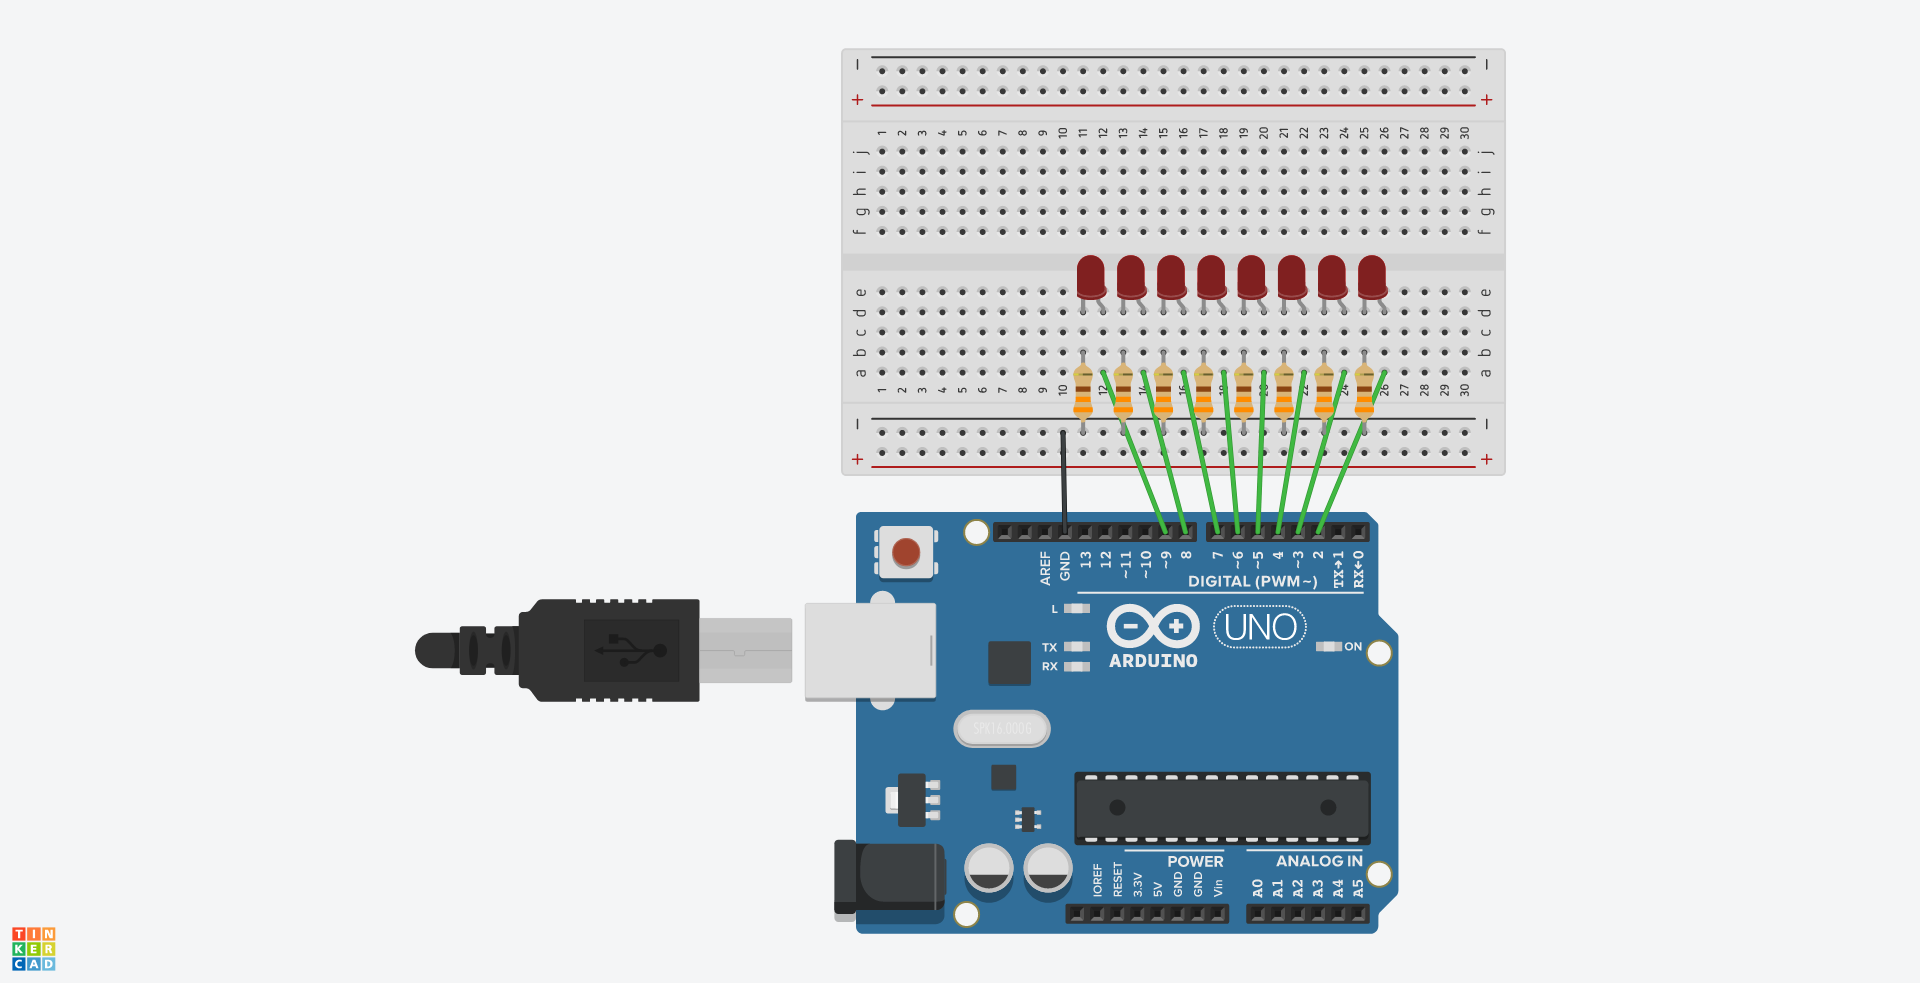 − −
+ +
1 2 3 4 5 6 7 8 9 10 11 12 13 14 15 16 17 18 19 20 21 22 23 24 25 26 27 28 29 30
j j
i i
h h
g g
f f
e e
d d
c c
b b
a a
1 2 3 4 5 6 7 8 9 10 12 14 16 18 20 22 24 26 27 28 29 30
− −
+ +
AREF GND 13 12 ~11 ~10 ~9 8 7 ~6 ~5 4 ~3 2 TX→1 RX←0
DIGITAL (PWM~)
L
UNO
TX
RX
ARDUINO
ON
SPK16.000G
POWER ANALOG IN
IOREF RESET 3.3V 5V GND GND Vin A0 A1 A2 A3 A4 A5
TIN
KER
CAD